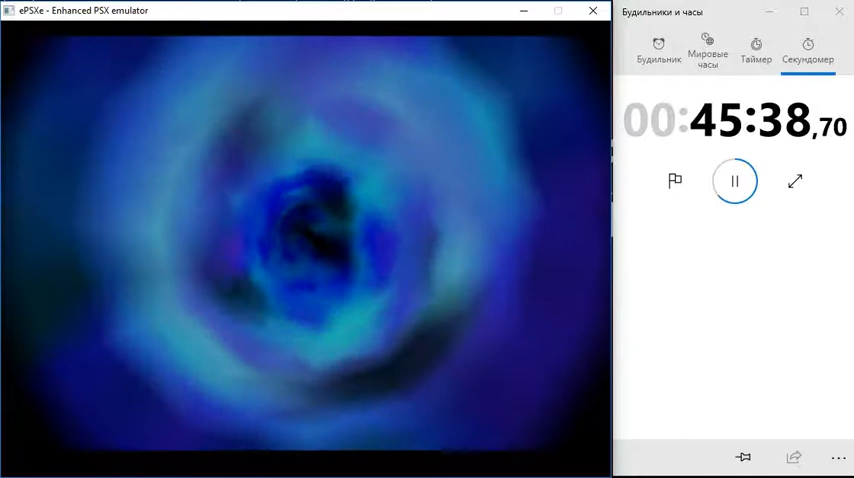 ePSXe - Enhanced PSX emulator
Будильники и часы
Будильник
Мировые
часы
Таймер
Секундомер
00:45:38,70